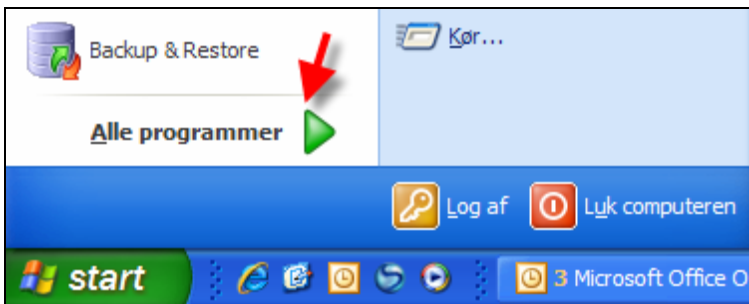 Backup & Restore
Kør...
Alle programmer
Log af
Luk computeren
start
3 Microsoft Office O